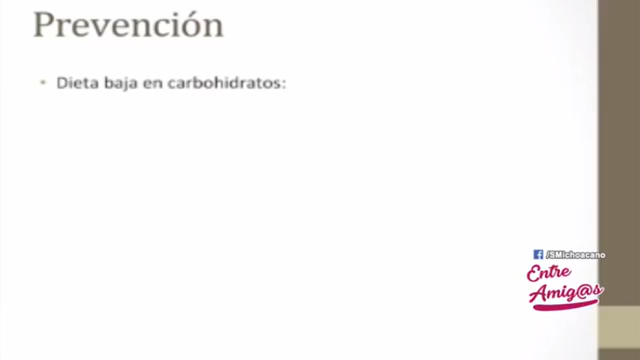 Prevención
• Dieta baja en carbohidratos:
/SMichoacano
Entre
Amig@s